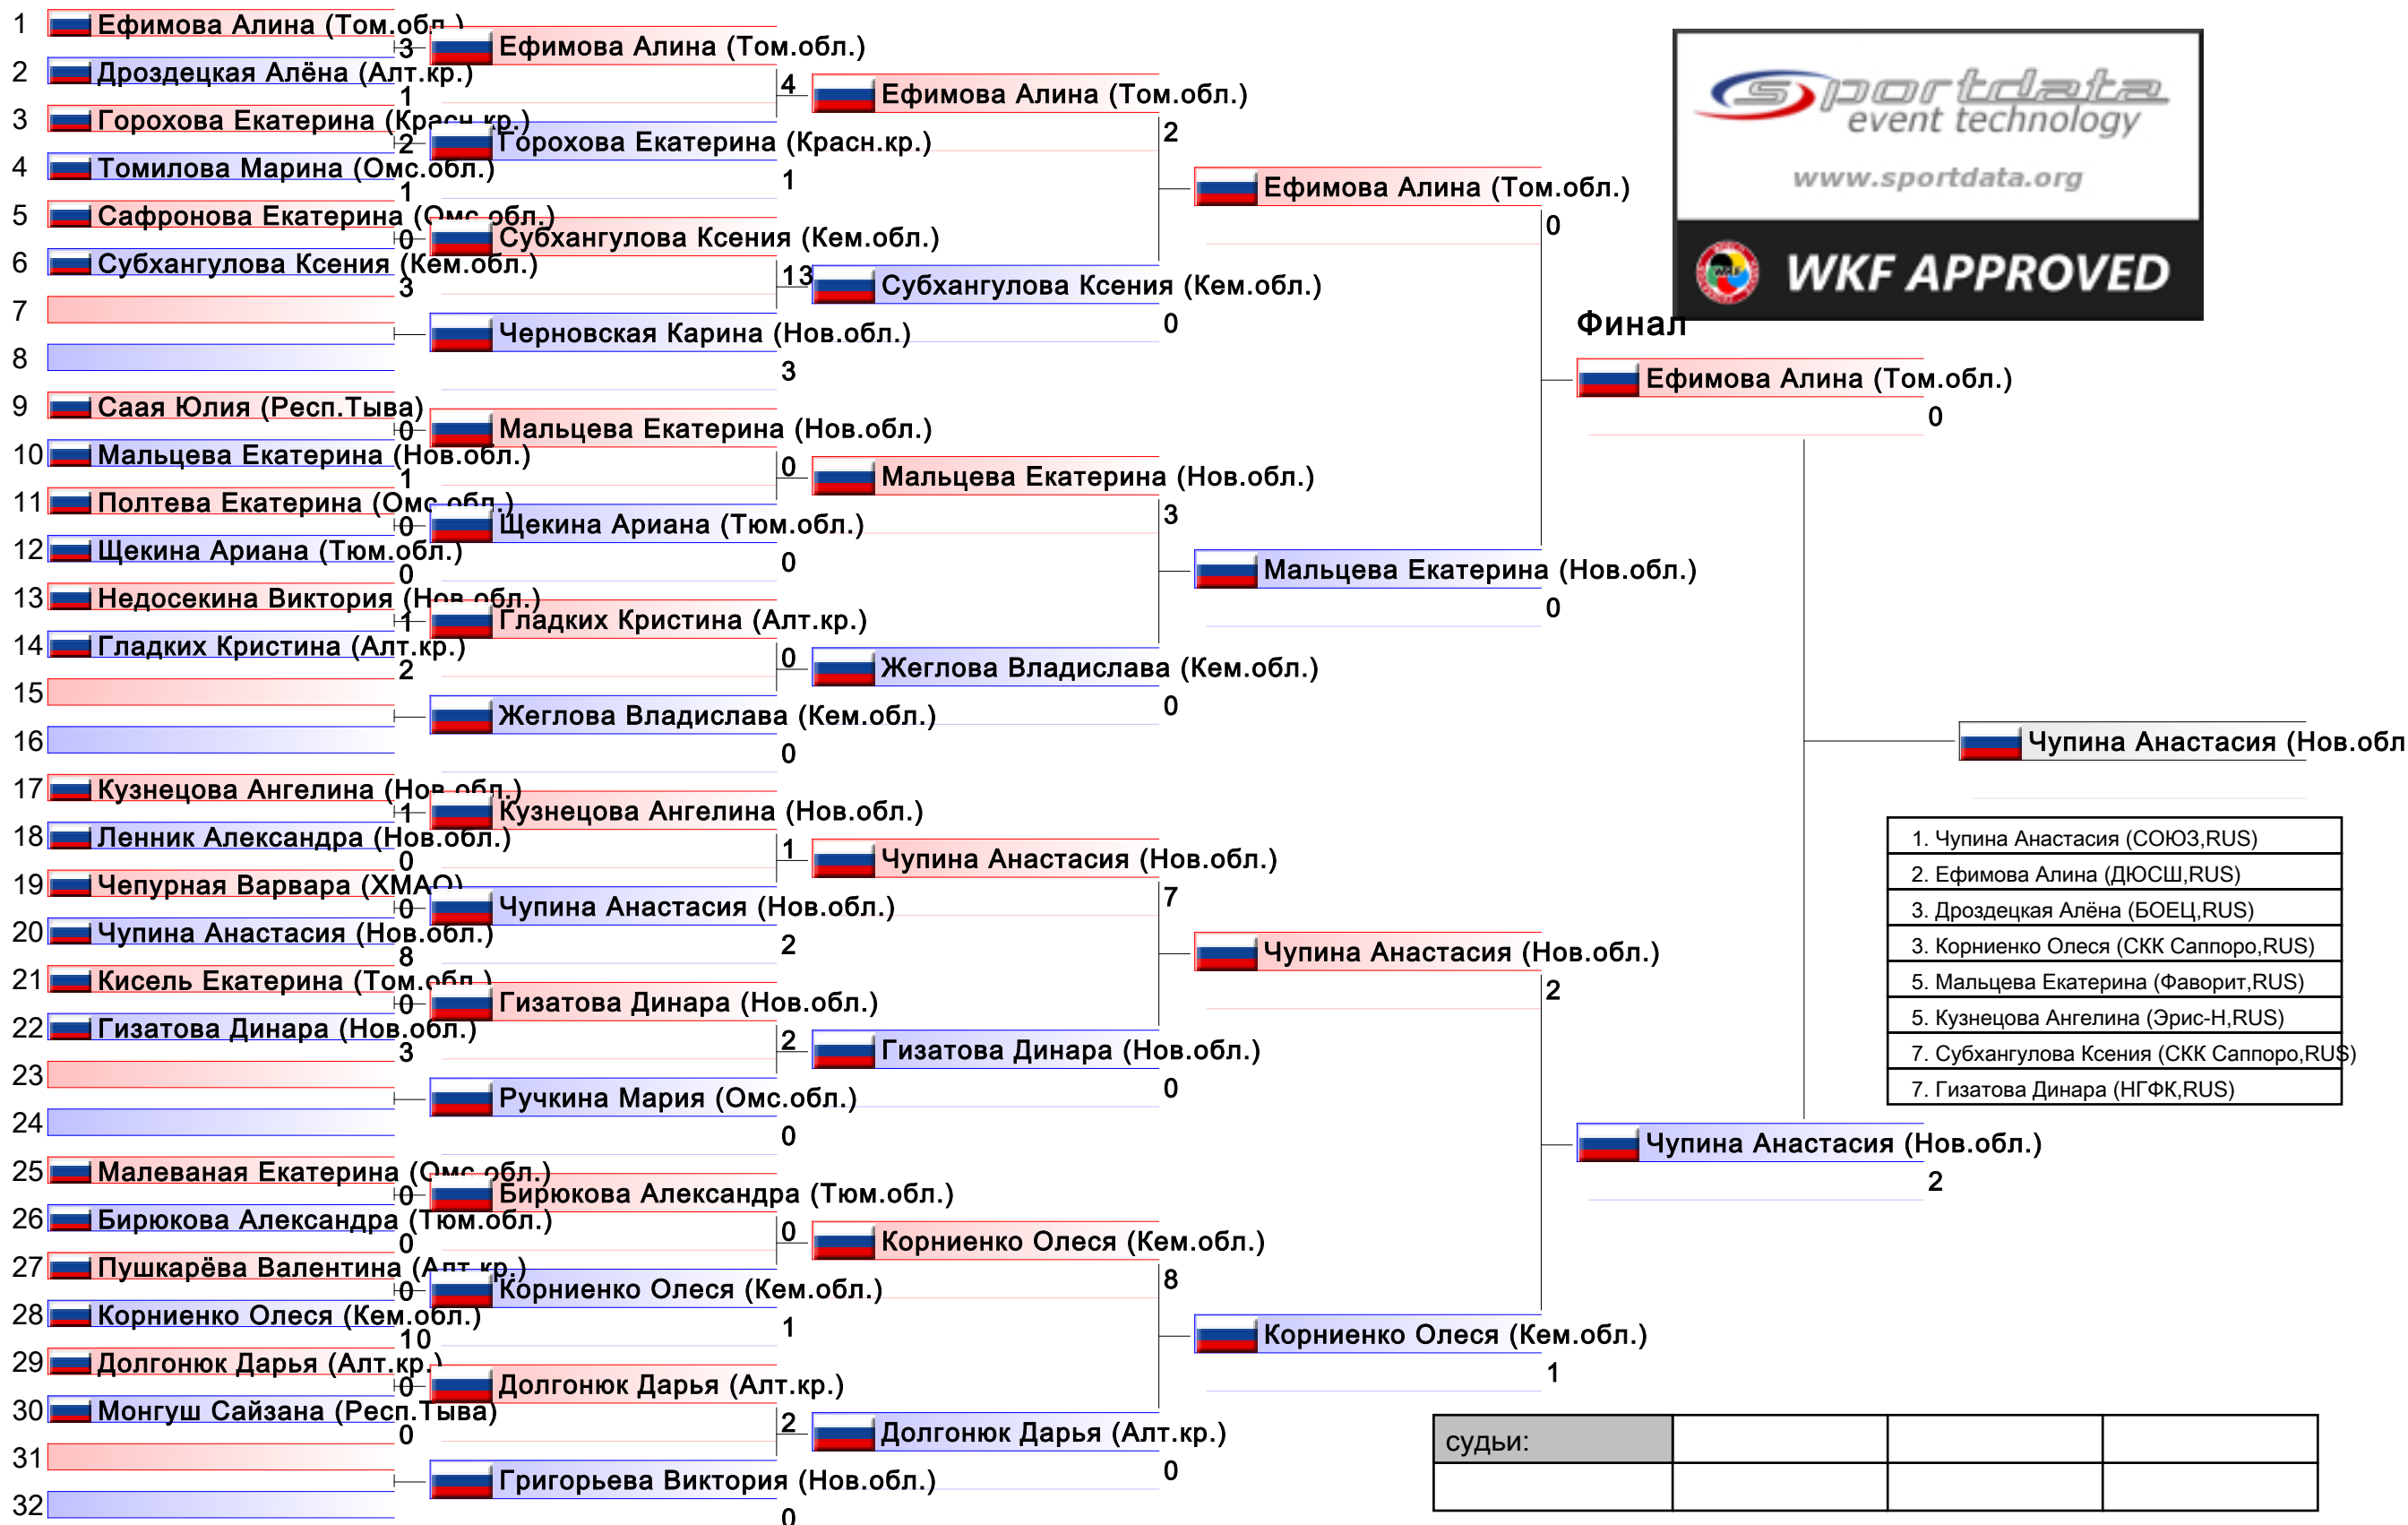 1 Ефимова Алина (Том.обл.)
3
2 Дроздецкая Алёна (Алт.кр.)
1
3 Горохова Екатерина (Красн.кр.)
2
4 Томилова Марина (Омс.обл.)
1
5 Сафронова Екатерина (Омс.обл.)
0
6 Субхангулова Ксения (Кем.обл.)
3
7
8
9 Саая Юлия (Респ.Тыва)
0
10 Мальцева Екатерина (Нов.обл.)
1
11 Полтева Екатерина (Омс.обл.)
0
12 Щекина Ариана (Тюм.обл.)
0
13 Недосекина Виктория (Нов.обл.)
1
14 Гладких Кристина (Алт.кр.)
2
15
16
17 Кузнецова Ангелина (Нов.обл.)
1
18 Ленник Александра (Нов.обл.)
0
19 Чепурная Варвара (ХМАО)
0
20 Чупина Анастасия (Нов.обл.)
8
21 Кисель Екатерина (Том.обл.)
0
22 Гизатова Динара (Нов.обл.)
3
23
24
25 Малеваная Екатерина (Омс.обл.)
0
26 Бирюкова Александра (Тюм.обл.)
0
27 Пушкарёва Валентина (Алт.кр.)
0
28 Корниенко Олеся (Кем.обл.)
10
29 Долгонюк Дарья (Алт.кр.)
0
30 Монгуш Сайзана (Респ.Тыва)
0
31
32
Ефимова Алина (Том.обл.)
4
Горохова Екатерина (Красн.кр.)
1
Субхангулова Ксения (Кем.обл.)
13
Черновская Карина (Нов.обл.)
3
Мальцева Екатерина (Нов.обл.)
0
Щекина Ариана (Тюм.обл.)
0
Гладких Кристина (Алт.кр.)
0
Жеглова Владислава (Кем.обл.)
0
Кузнецова Ангелина (Нов.обл.)
1
Чупина Анастасия (Нов.обл.)
2
Гизатова Динара (Нов.обл.)
2
Ручкина Мария (Омс.обл.)
0
Бирюкова Александра (Тюм.обл.)
0
Корниенко Олеся (Кем.обл.)
1
Долгонюк Дарья (Алт.кр.)
2
Григорьева Виктория (Нов.обл.)
0
Ефимова Алина (Том.обл.)
2
Субхангулова Ксения (Кем.обл.)
0
Мальцева Екатерина (Нов.обл.)
3
Жеглова Владислава (Кем.обл.)
0
Чупина Анастасия (Нов.обл.)
7
Гизатова Динара (Нов.обл.)
0
Корниенко Олеся (Кем.обл.)
8
Долгонюк Дарья (Алт.кр.)
0
Ефимова Алина (Том.обл.)
0
Мальцева Екатерина (Нов.обл.)
0
Чупина Анастасия (Нов.обл.)
2
Корниенко Олеся (Кем.обл.)
1
sportdata
event technology
www.sportdata.org
WKF
WKF APPROVED
Финал
Ефимова Алина (Том.обл.)
0
Чупина Анастасия (Нов.обл.)
2
Чупина Анастасия (Нов.обл
1. Чупина Анастасия (СОЮЗ,RUS)
2. Ефимова Алина (ДЮСШ,RUS)
3. Дроздецкая Алёна (БОЕЦ,RUS)
3. Корниенко Олеся (СКК Саппоро,RUS)
5. Мальцева Екатерина (Фаворит,RUS)
5. Кузнецова Ангелина (Эрис-Н,RUS)
7. Субхангулова Ксения (СКК Саппоро,RUS)
7. Гизатова Динара (НГФК,RUS)
судьи: